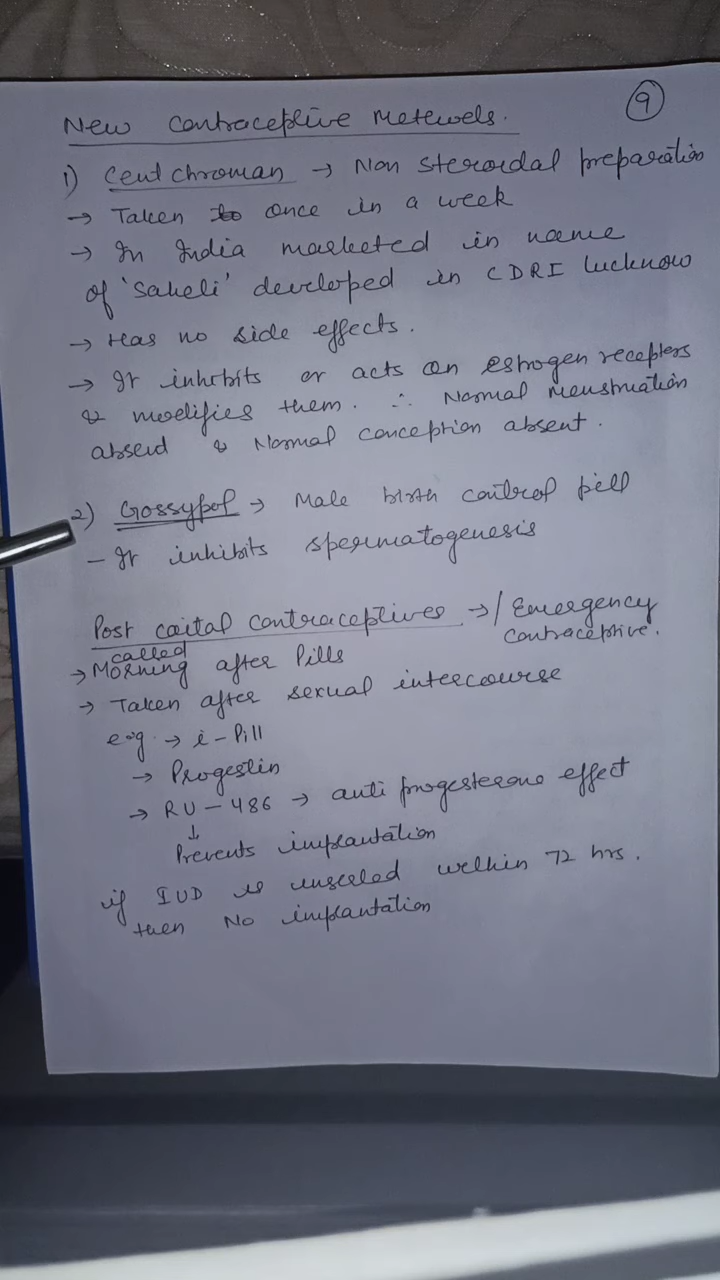 9
New contraceptive Metewels.
1) Centchroman → Non steroidal preparation
→ Taken to once in a week
→ In India marketed in name
of 'Saheli' developed in CDRI lucknow
→ Has no side effects.
→ It inhibits or acts on estrogen receptors
& modifies them. ∴ Normal menstruation
absend & Normal conception absent.
2) Gossypol → Male birth control pill
- It inhibits spermatogenesis
Post coital contraceptives → / Emergency
contraceptive.
called
→ Morning after Pills
→ Taken after sexual intercourse
e.g. → i-Pill
→ Progestin
→ RU-486 → anti progesterone effect
↓
Prevents implantation
if IUD is inserted within 72 hrs.
then No implantation